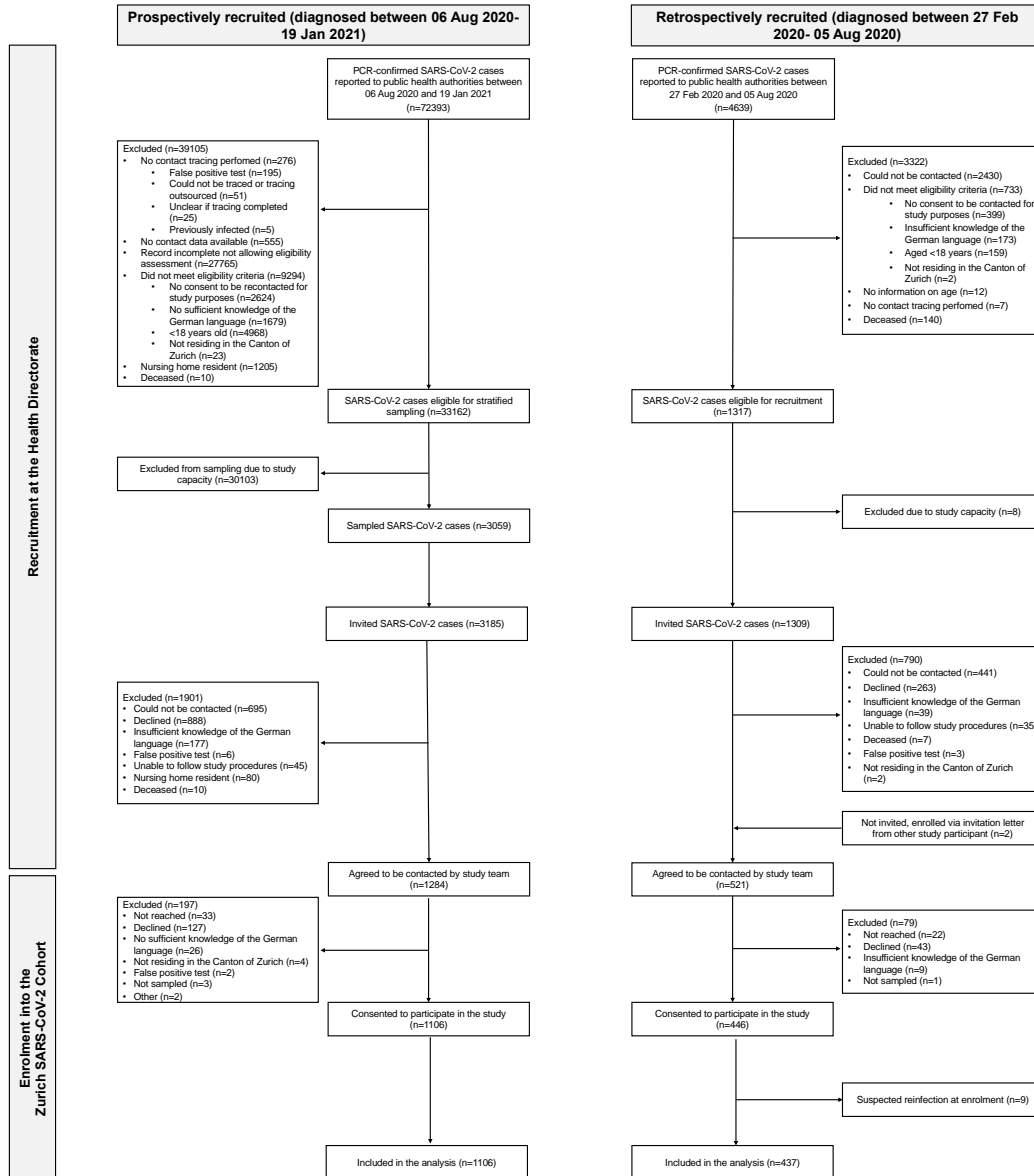 Prospectively recruited (diagnosed between 06 Aug 2020-
19 Jan 2021)
PCR-confirmed SARS-CoV-2 cases
reported to public health authorities between
06 Aug 2020 and 19 Jan 2021
(n=72393)
Excluded (n=39105)
• No contact tracing perfomed (n=276)
• False positive test (n=195)
• Could not be traced or tracing
outsourced (n=51)
• Unclear if tracing completed
(n=25)
• Previously infected (n=5)
• No contact data available (n=555)
• Record incomplete not allowing eligibility
assessment (n=27765)
• Did not meet eligibility criteria (n=9294)
• No consent to be recontacted for
study purposes (n=2624)
• No sufficient knowledge of the
German language (n=1679)
• <18 years old (n=4968)
• Not residing in the Canton of
Zurich (n=23)
• Nursing home resident (n=1205)
• Deceased (n=10)
SARS-CoV-2 cases eligible for stratified
sampling (n=33162)
Excluded from sampling due to study
capacity (n=30103)
Sampled SARS-CoV-2 cases (n=3059)
Invited SARS-CoV-2 cases (n=3185)
Excluded (n=1901)
• Could not be contacted (n=695)
• Declined (n=888)
• Insufficient knowledge of the German
language (n=177)
• False positive test (n=6)
• Unable to follow study procedures (n=45)
• Nursing home resident (n=80)
• Deceased (n=10)
Agreed to be contacted by study team
(n=1284)
Excluded (n=197)
• Not reached (n=33)
• Declined (n=127)
• No sufficient knowledge of the German
language (n=26)
• Not residing in the Canton of Zurich (n=4)
• False positive test (n=2)
• Not sampled (n=3)
• Other (n=2)
Consented to participate in the study
(n=1106)
Included in the analysis (n=1106)
Retrospectively recruited (diagnosed between 27 Feb
2020- 05 Aug 2020)
PCR-confirmed SARS-CoV-2 cases
reported to public health authorities between
27 Feb 2020 and 05 Aug 2020
(n=4639)
Excluded (n=3322)
• Could not be contacted (n=2430)
• Did not meet eligibility criteria (n=733)
• No consent to be contacted for
study purposes (n=399)
• Insufficient knowledge of the
German language (n=173)
• Aged <18 years (n=159)
• Not residing in the Canton of
Zurich (n=2)
• No information on age (n=12)
• No contact tracing perfomed (n=7)
• Deceased (n=140)
SARS-CoV-2 cases eligible for recruitment
(n=1317)
Excluded due to study capacity (n=8)
Invited SARS-CoV-2 cases (n=1309)
Excluded (n=790)
• Could not be contacted (n=441)
• Declined (n=263)
• Insufficient knowledge of the German
language (n=39)
• Unable to follow study procedures (n=35
• Deceased (n=7)
• False positive test (n=3)
• Not residing in the Canton of Zurich
(n=2)
Not invited, enrolled via invitation letter
from other study participant (n=2)
Agreed to be contacted by study team
(n=521)
Excluded (n=79)
• Not reached (n=22)
• Declined (n=43)
• Insufficient knowledge of the German
language (n=9)
• Not sampled (n=1)
Consented to participate in the study
(n=446)
Suspected reinfection at enrolment (n=9)
Included in the analysis (n=437)
Recruitment at the Health Directorate
Enrolment into the
Zurich SARS-CoV-2 Cohort